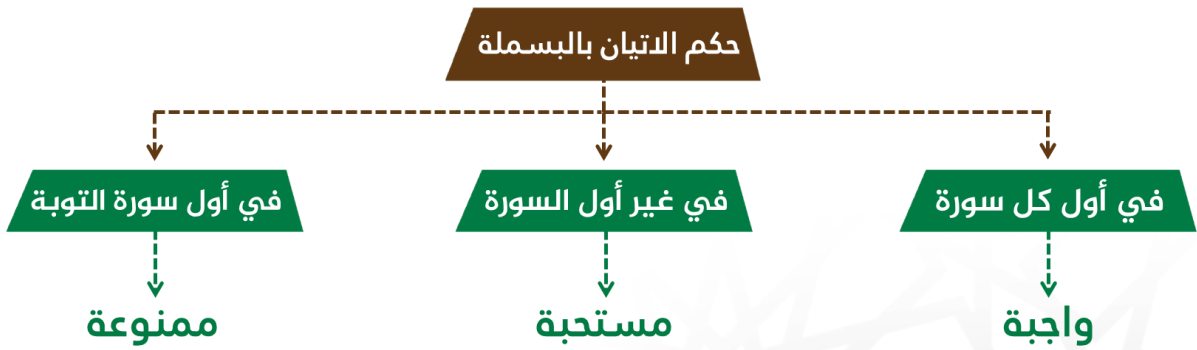 حكم الاتيان بالبسملة
في أول كل سورة
في غير أول السورة
في أول سورة التوبة
واجبة
مستحبة
ممنوعة